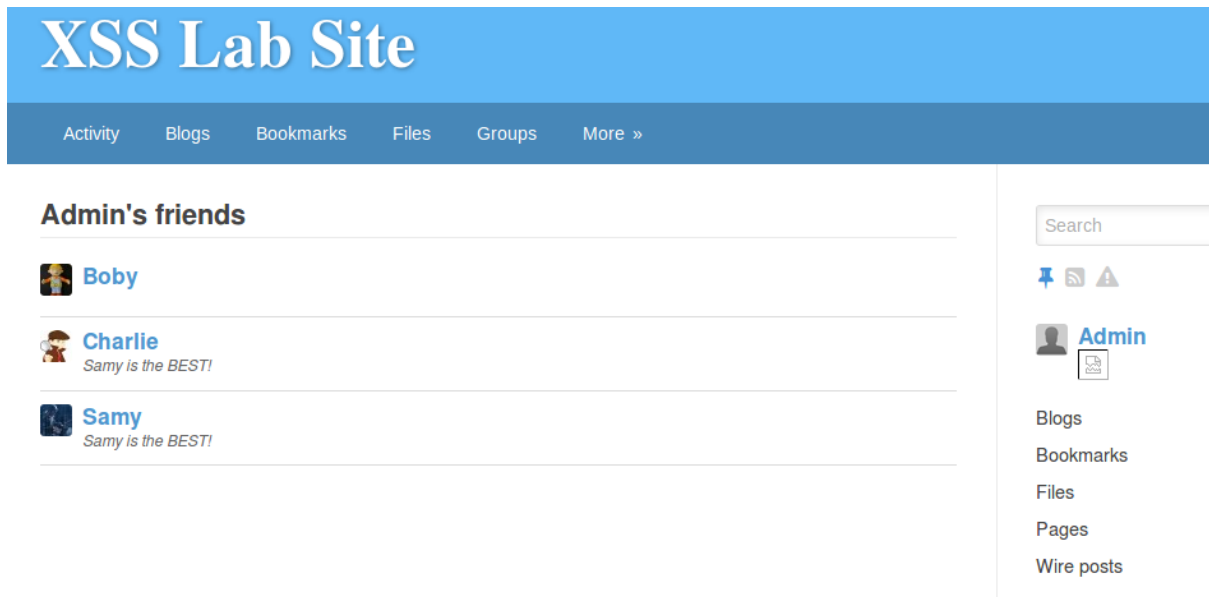 XSS Lab Site
Activity Blogs Bookmarks Files Groups More »
Admin's friends
Boby
Charlie
Samy is the BEST!
Samy
Samy is the BEST!
Search
Admin
Blogs
Bookmarks
Files
Pages
Wire posts